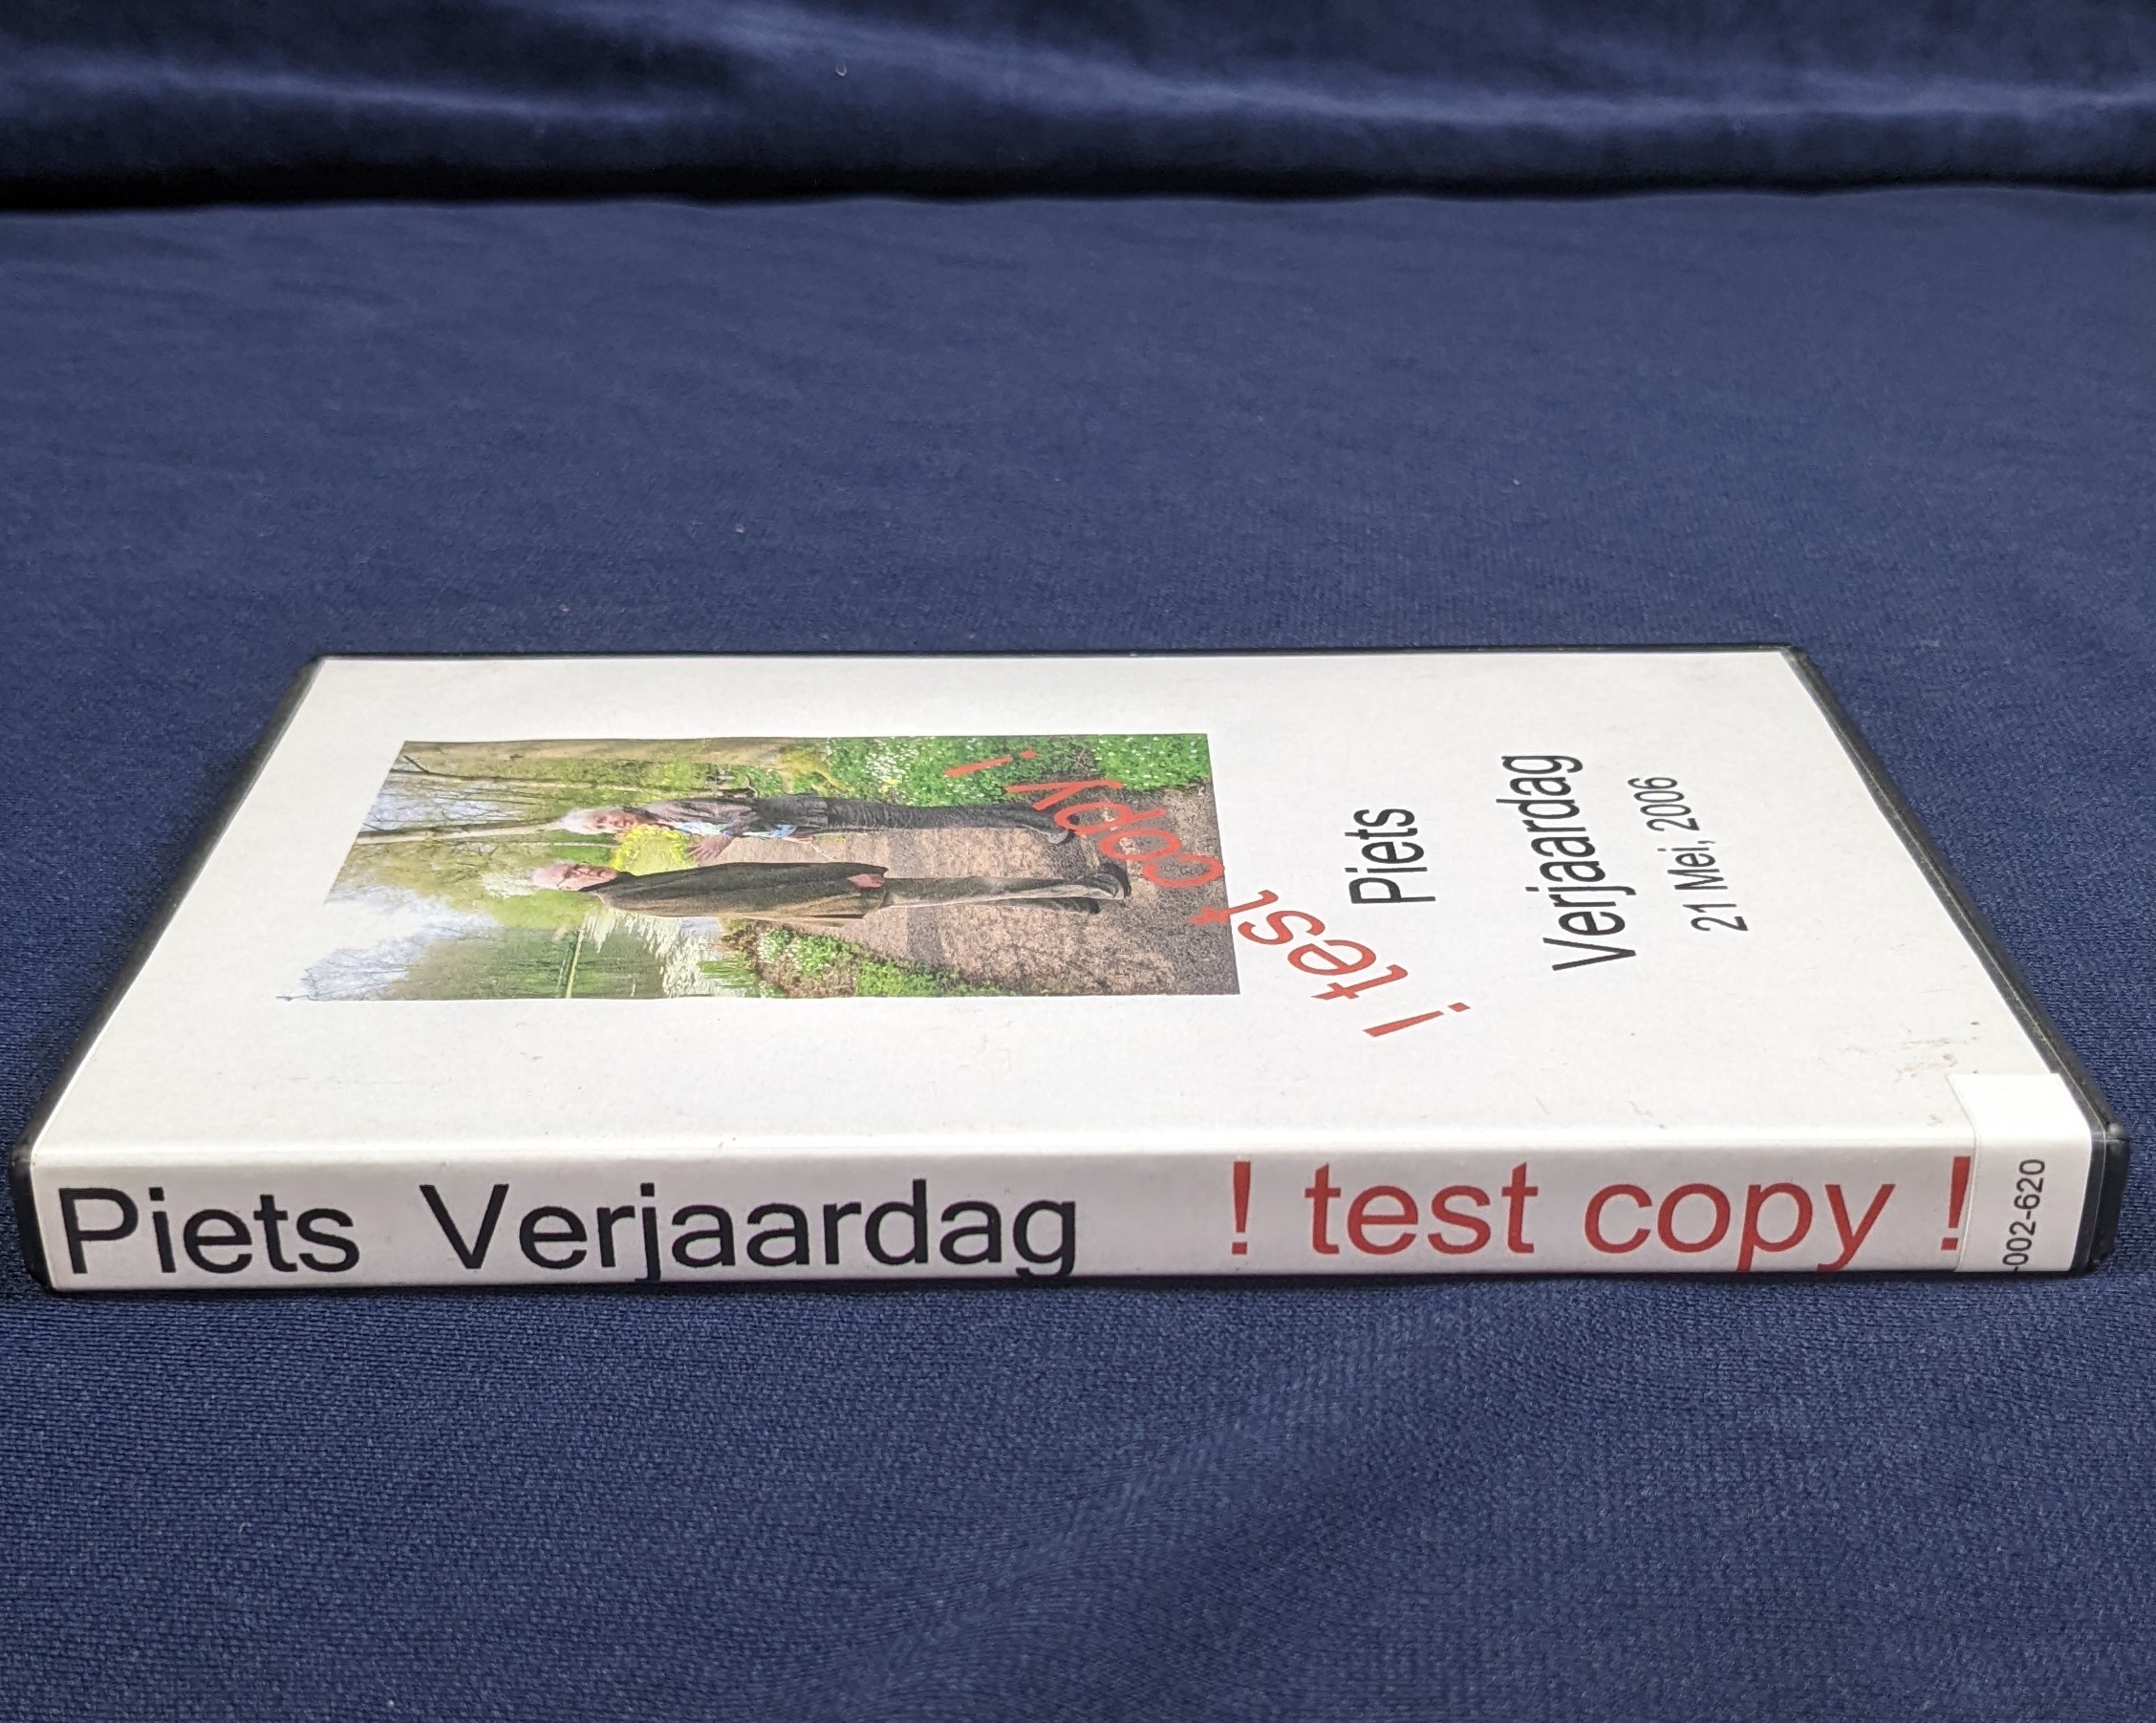 ! test copy !
Piets
Verjaardag
21 Mei, 2006
Piets Verjaardag ! test copy !
-002-620